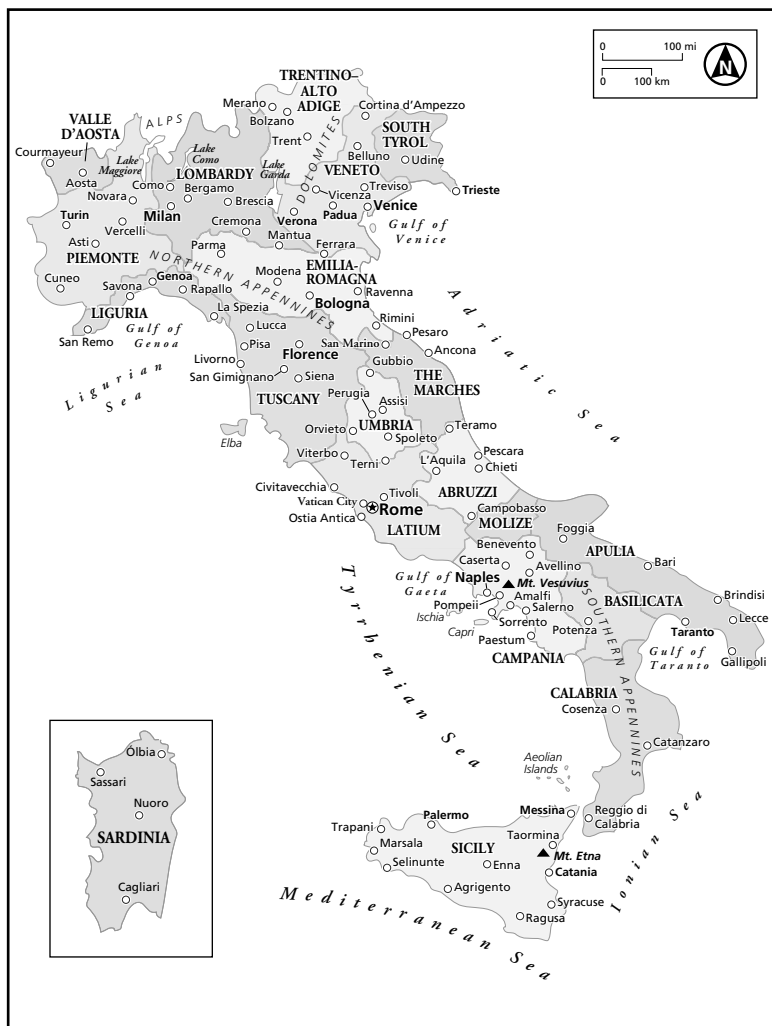 0 100 mi
0 100 km
N
TRENTINO–
ALTO
ADIGE
Merano
Bolzano
Cortina d'Ampezzo
VALLE
D'AOSTA
ALPS
SOUTH
TYROL
Trent
DOLOMITES
Courmayeur
Lake
Maggiore
Lake
Como
Belluno
Udine
Aosta
LOMBARDY
Lake
Garda
VENETO
Como
Bergamo
Treviso
Trieste
Novara
Vicenza
Milan
Brescia
Verona
Padua
Venice
Turin
Vercelli
Cremona
Mantua
Gulf of
Venice
Asti
Parma
Ferrara
PIEMONTE
NORTHERN APPENNINES
EMILIA-
ROMAGNA
Modena
Cuneo
Genoa
Savona
Rapallo
Bologna
Ravenna
Adriatic Sea
LIGURIA
La Spezia
Rimini
Gulf of
Genoa
San Remo
Lucca
Pesaro
Pisa
Florence
San Marino
Ancona
Livorno
Gubbio
San Gimignano
Siena
THE
MARCHES
Ligurian
Sea
TUSCANY
Perugia
Assisi
Elba
Orvieto
UMBRIA
Teramo
Spoleto
Viterbo
Terni
L'Aquila
Pescara
Chieti
Civitavecchia
Tivoli
ABRUZZI
Vatican City
Rome
Ostia Antica
Campobasso
MOLIZE
LATIUM
Foggia
Benevento
APULIA
Caserta
Avellino
Bari
Gulf of
Gaeta
Naples
Mt. Vesuvius
Tyrrhenian Sea
Pompeii
Amalfi
BASILICATA
Brindisi
Ischia
Salerno
Capri
Sorrento
Potenza
Taranto
Lecce
Paestum
SOUTHERN APPENNINES
Gulf of
Taranto
Gallipoli
CAMPANIA
CALABRIA
Cosenza
Catanzaro
Aeolian
Islands
Messina
Reggio di
Calabria
Palermo
Trapani
Taormina
Marsala
SICILY
Mt. Etna
Selinunte
Enna
Catania
Ionian Sea
Agrigento
Syracuse
Ragusa
Mediterranean Sea
Ólbia
Sassari
Nuoro
SARDINIA
Cagliari